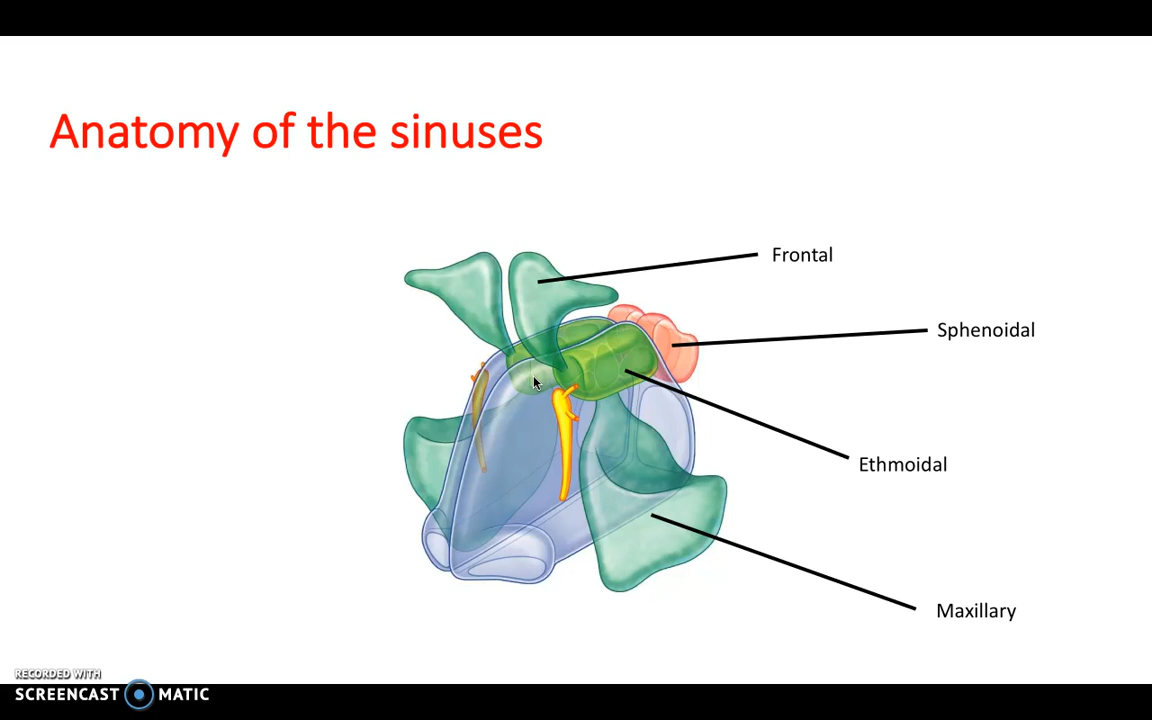 Anatomy of the sinuses
Frontal
Sphenoidal
Ethmoidal
Maxillary
RECORDED WITH
SCREENCAST MATIC